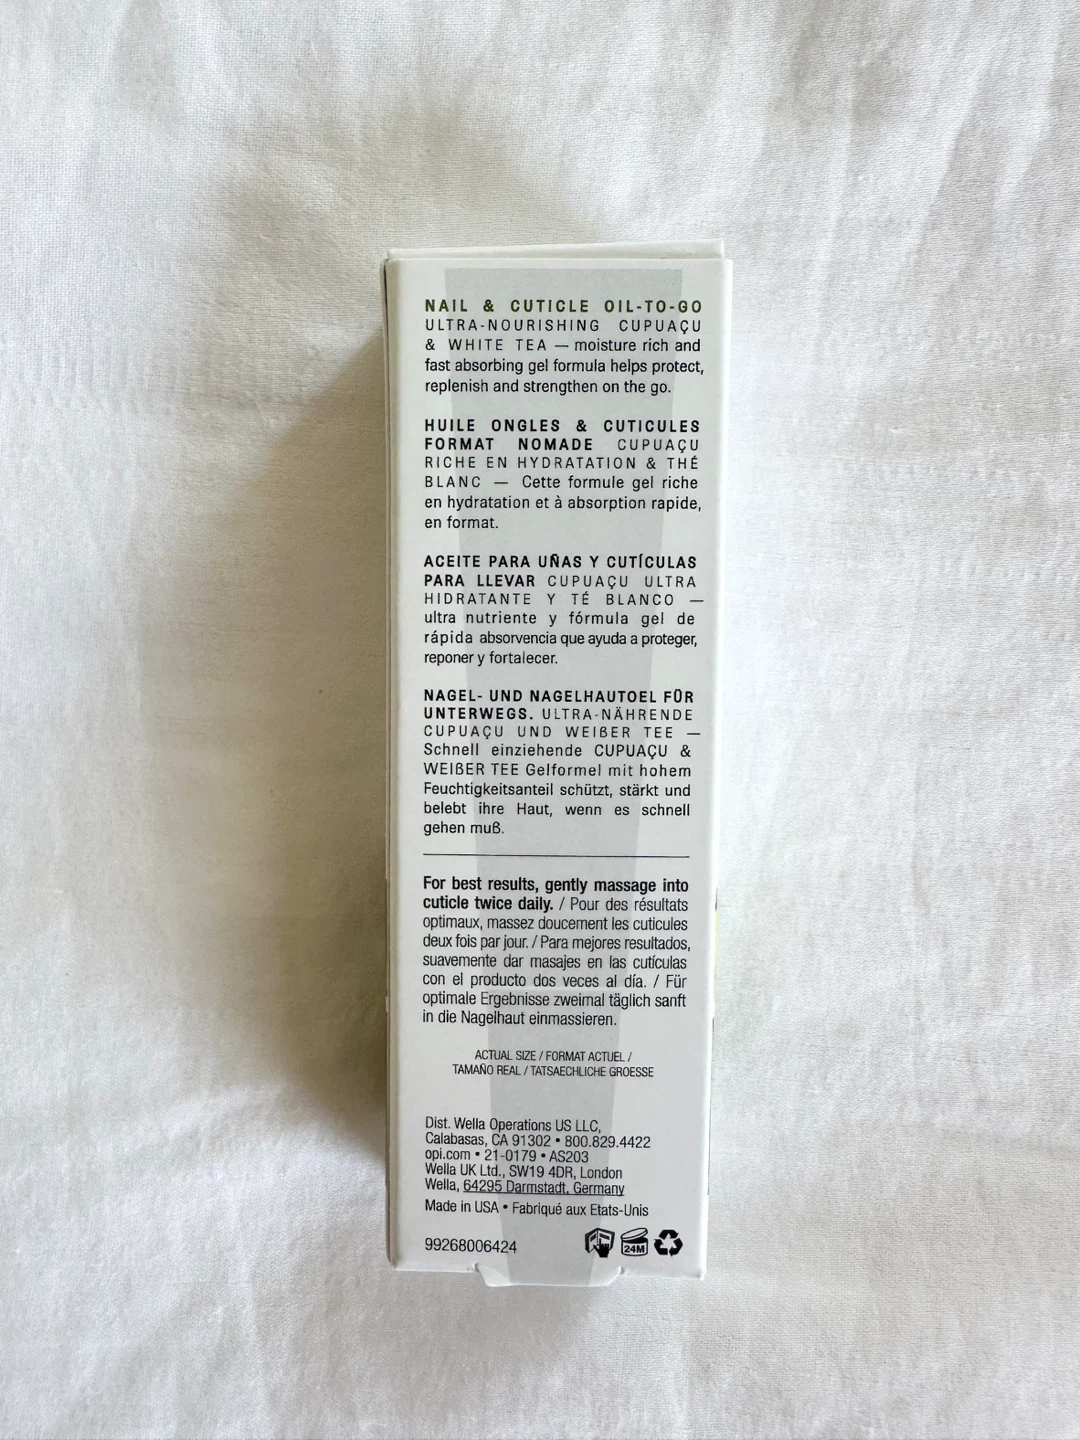 NAIL & CUTICLE OIL-TO-GO
ULTRA-NOURISHING CUPUAÇU
& WHITE TEA — moisture rich and
fast absorbing gel formula helps protect,
replenish and strengthen on the go.
HUILE ONGLES & CUTICULES
FORMAT NOMADE CUPUAÇU
RICHE EN HYDRATATION & THÉ
BLANC — Cette formule gel riche
en hydratation et à absorption rapide,
en format.
ACEITE PARA UÑAS Y CUTÍCULAS
PARA LLEVAR CUPUAÇU ULTRA
HIDRATANTE Y TÉ BLANCO —
ultra nutriente y fórmula gel de
rápida absorvencia que ayuda a proteger,
reponer y fortalecer.
NAGEL- UND NAGELHAUTOEL FÜR
UNTERWEGS. ULTRA-NÄHRENDE
CUPUAÇU UND WEIßER TEE —
Schnell einziehende CUPUAÇU &
WEIßER TEE Gelformel mit hohem
Feuchtigkeitsanteil schützt, stärkt und
belebt ihre Haut, wenn es schnell
gehen muß.
For best results, gently massage into
cuticle twice daily. / Pour des résultats
optimaux, massez doucement les cuticules
deux fois par jour. / Para mejores resultados,
suavemente dar masajes en las cutículas
con el producto dos veces al día. / Für
optimale Ergebnisse zweimal täglich sanft
in die Nagelhaut einmassieren.
ACTUAL SIZE / FORMAT ACTUEL /
TAMAÑO REAL / TATSAECHLICHE GROESSE
Dist. Wella Operations US LLC,
Calabasas, CA 91302 • 800.829.4422
opi.com • 21-0179 • AS203
Wella UK Ltd., SW19 4DR, London
Wella, 64295 Darmstadt, Germany
Made in USA • Fabriqué aux Etats-Unis
99268006424
24M